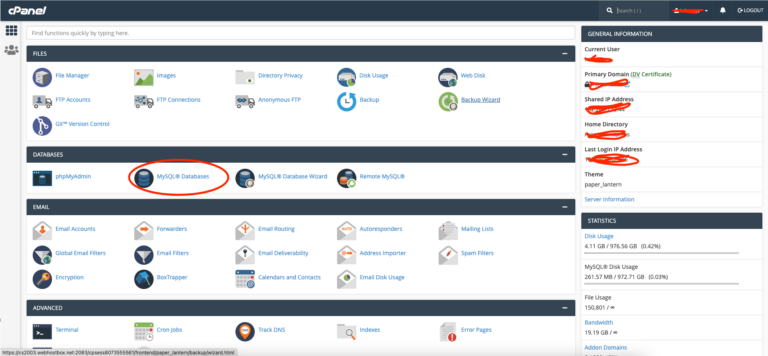 cPanel
Search ( / )
LOGOUT
Find functions quickly by typing here.
FILES
File Manager
Images
Directory Privacy
Disk Usage
Web Disk
FTP Accounts
FTP Connections
Anonymous FTP
Backup
Backup Wizard
Git™ Version Control
DATABASES
phpMyAdmin
MySQL® Databases
MySQL® Database Wizard
Remote MySQL®
EMAIL
Email Accounts
Forwarders
Email Routing
Autoresponders
Mailing Lists
Global Email Filters
Email Filters
Email Deliverability
Address Importer
Spam Filters
Encryption
BoxTrapper
Calendars and Contacts
Email Disk Usage
ADVANCED
Terminal
Cron Jobs
Track DNS
Indexes
Error Pages
GENERAL INFORMATION
Current User
Primary Domain (DV Certificate)
Shared IP Address
Home Directory
Last Login IP Address
Theme
paper_lantern
Server Information
STATISTICS
Disk Usage
4.11 GB / 976.56 GB (0.42%)
MySQL® Disk Usage
261.57 MB / 972.71 GB (0.03%)
File Usage
150,801 / ∞
Bandwidth
19.19 GB / ∞
Addon Domains
https://cs2003.webhostbox.net:2083/cpsess8073555561/frontend/paper_lantern/backup/wizard.html